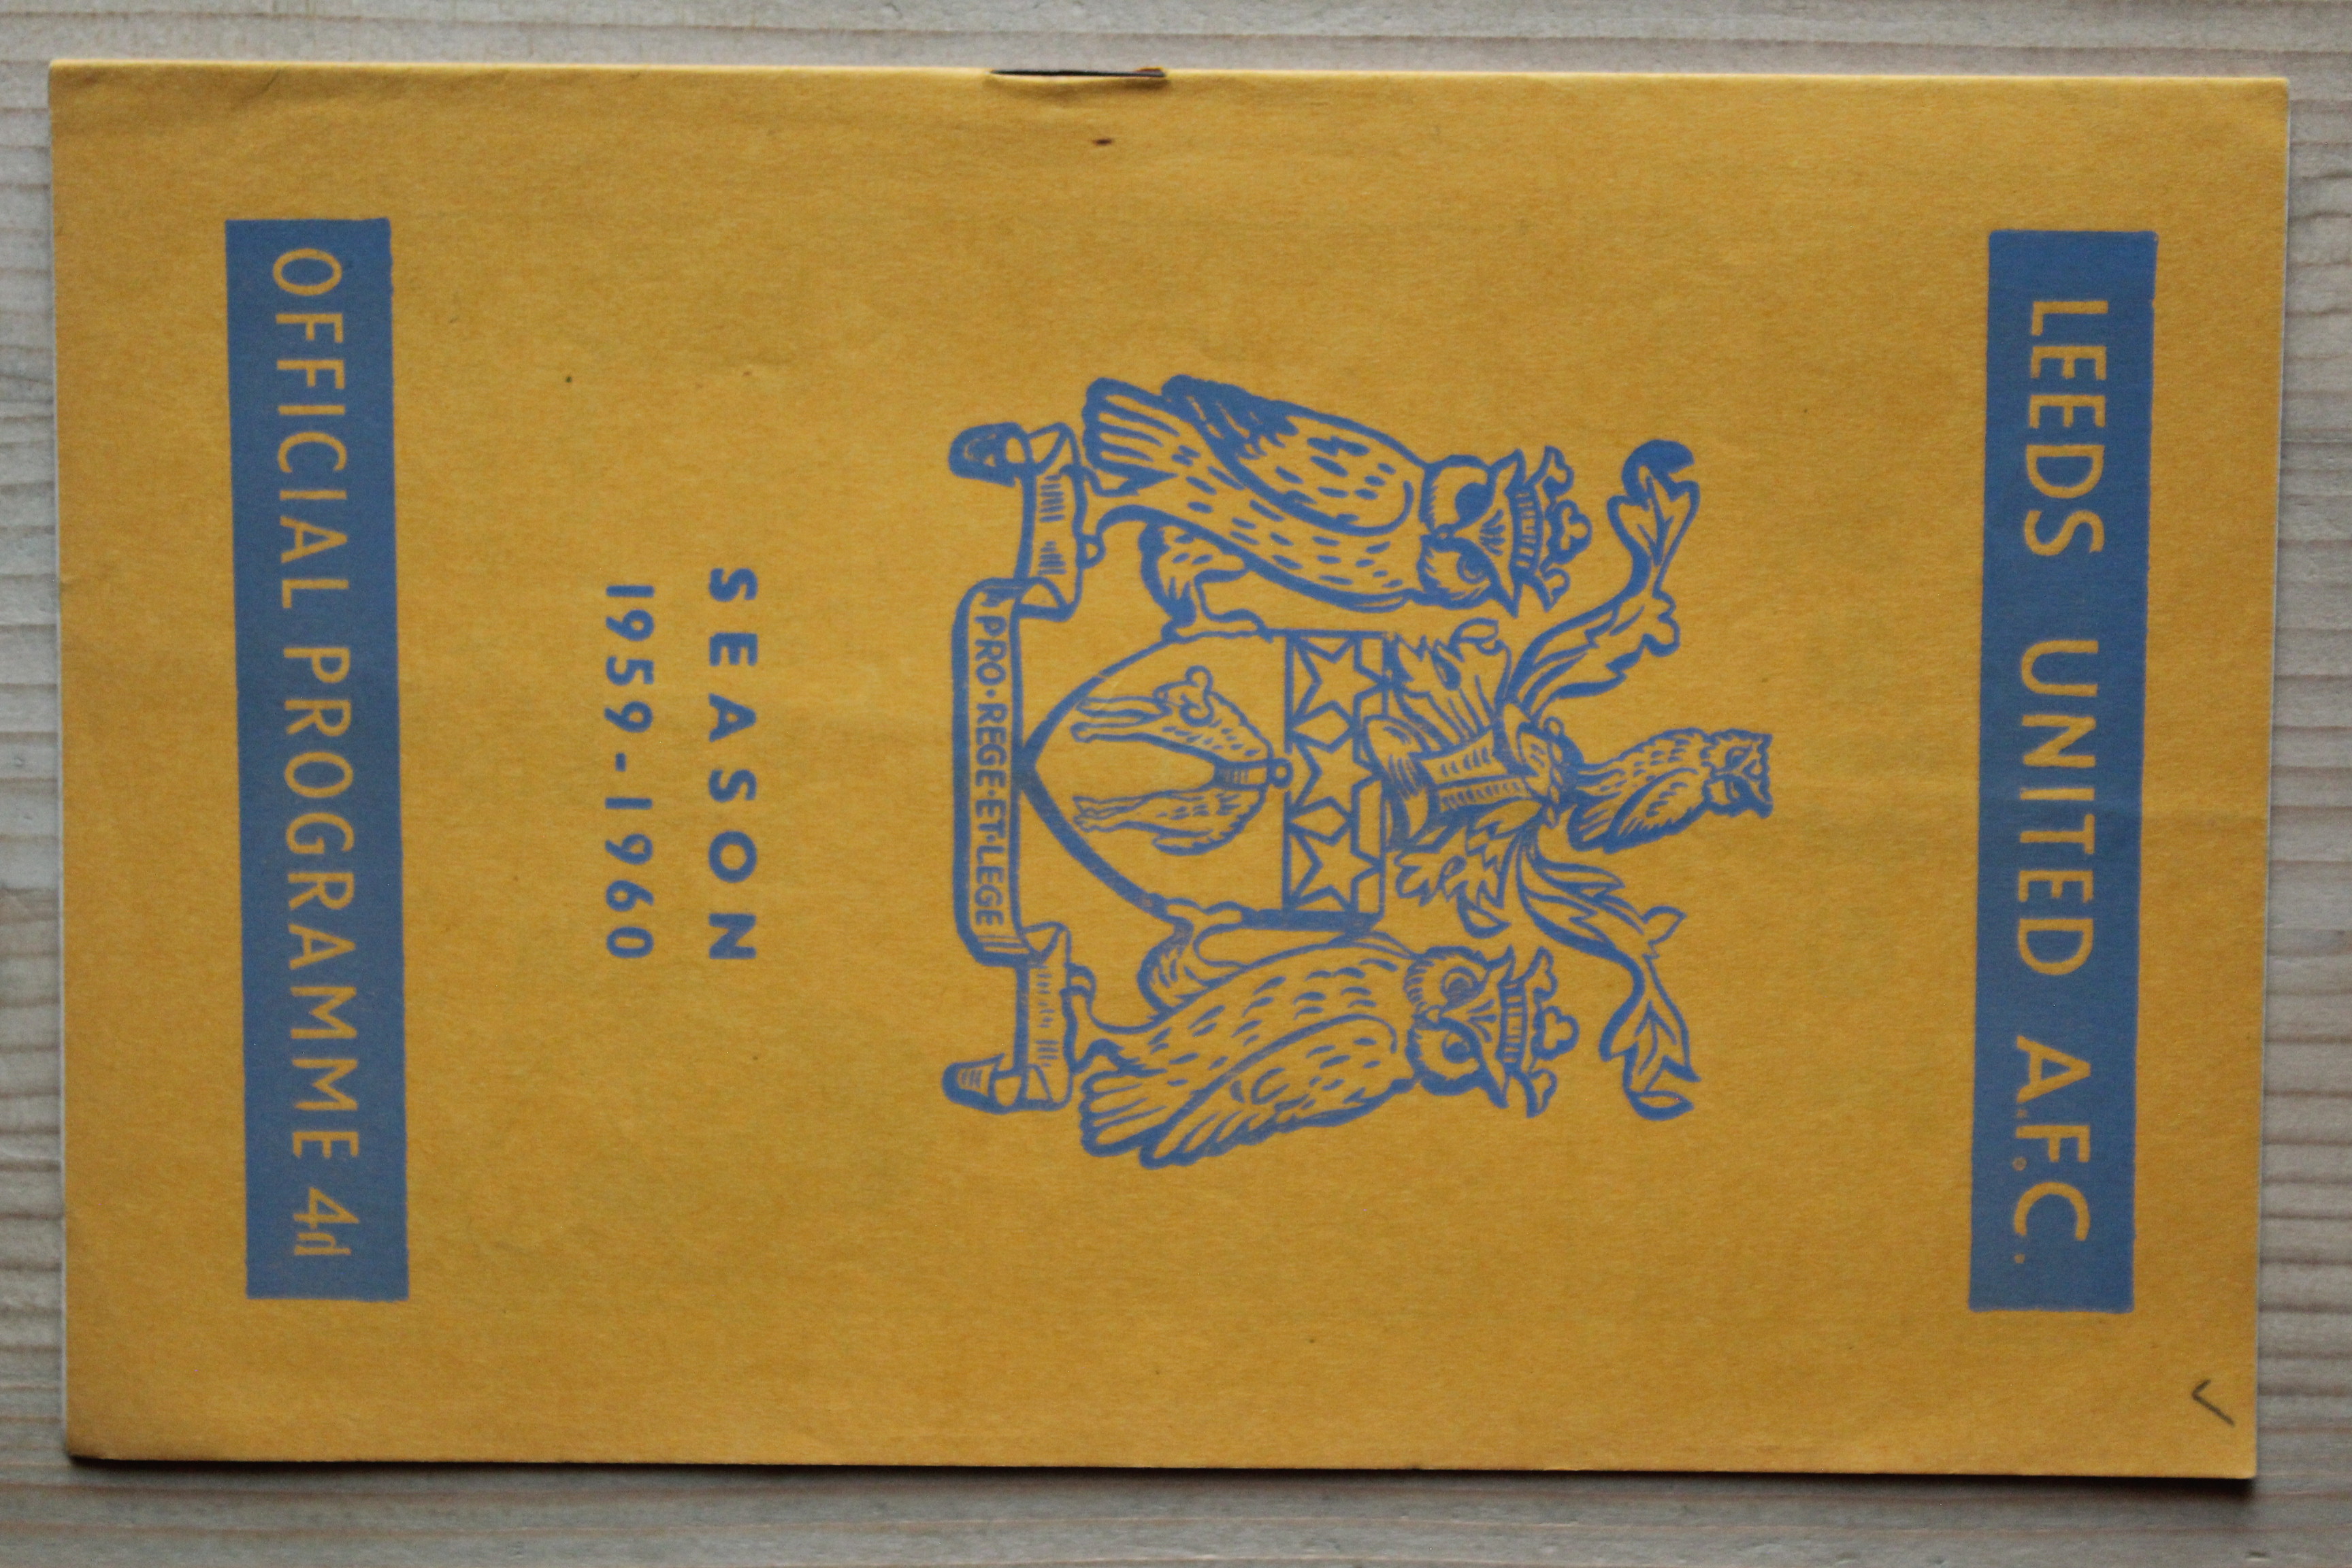 LEEDS UNITED A.F.C.
PRO·REGE·ET·LEGE
SEASON
1959-1960
OFFICIAL PROGRAMME 4d